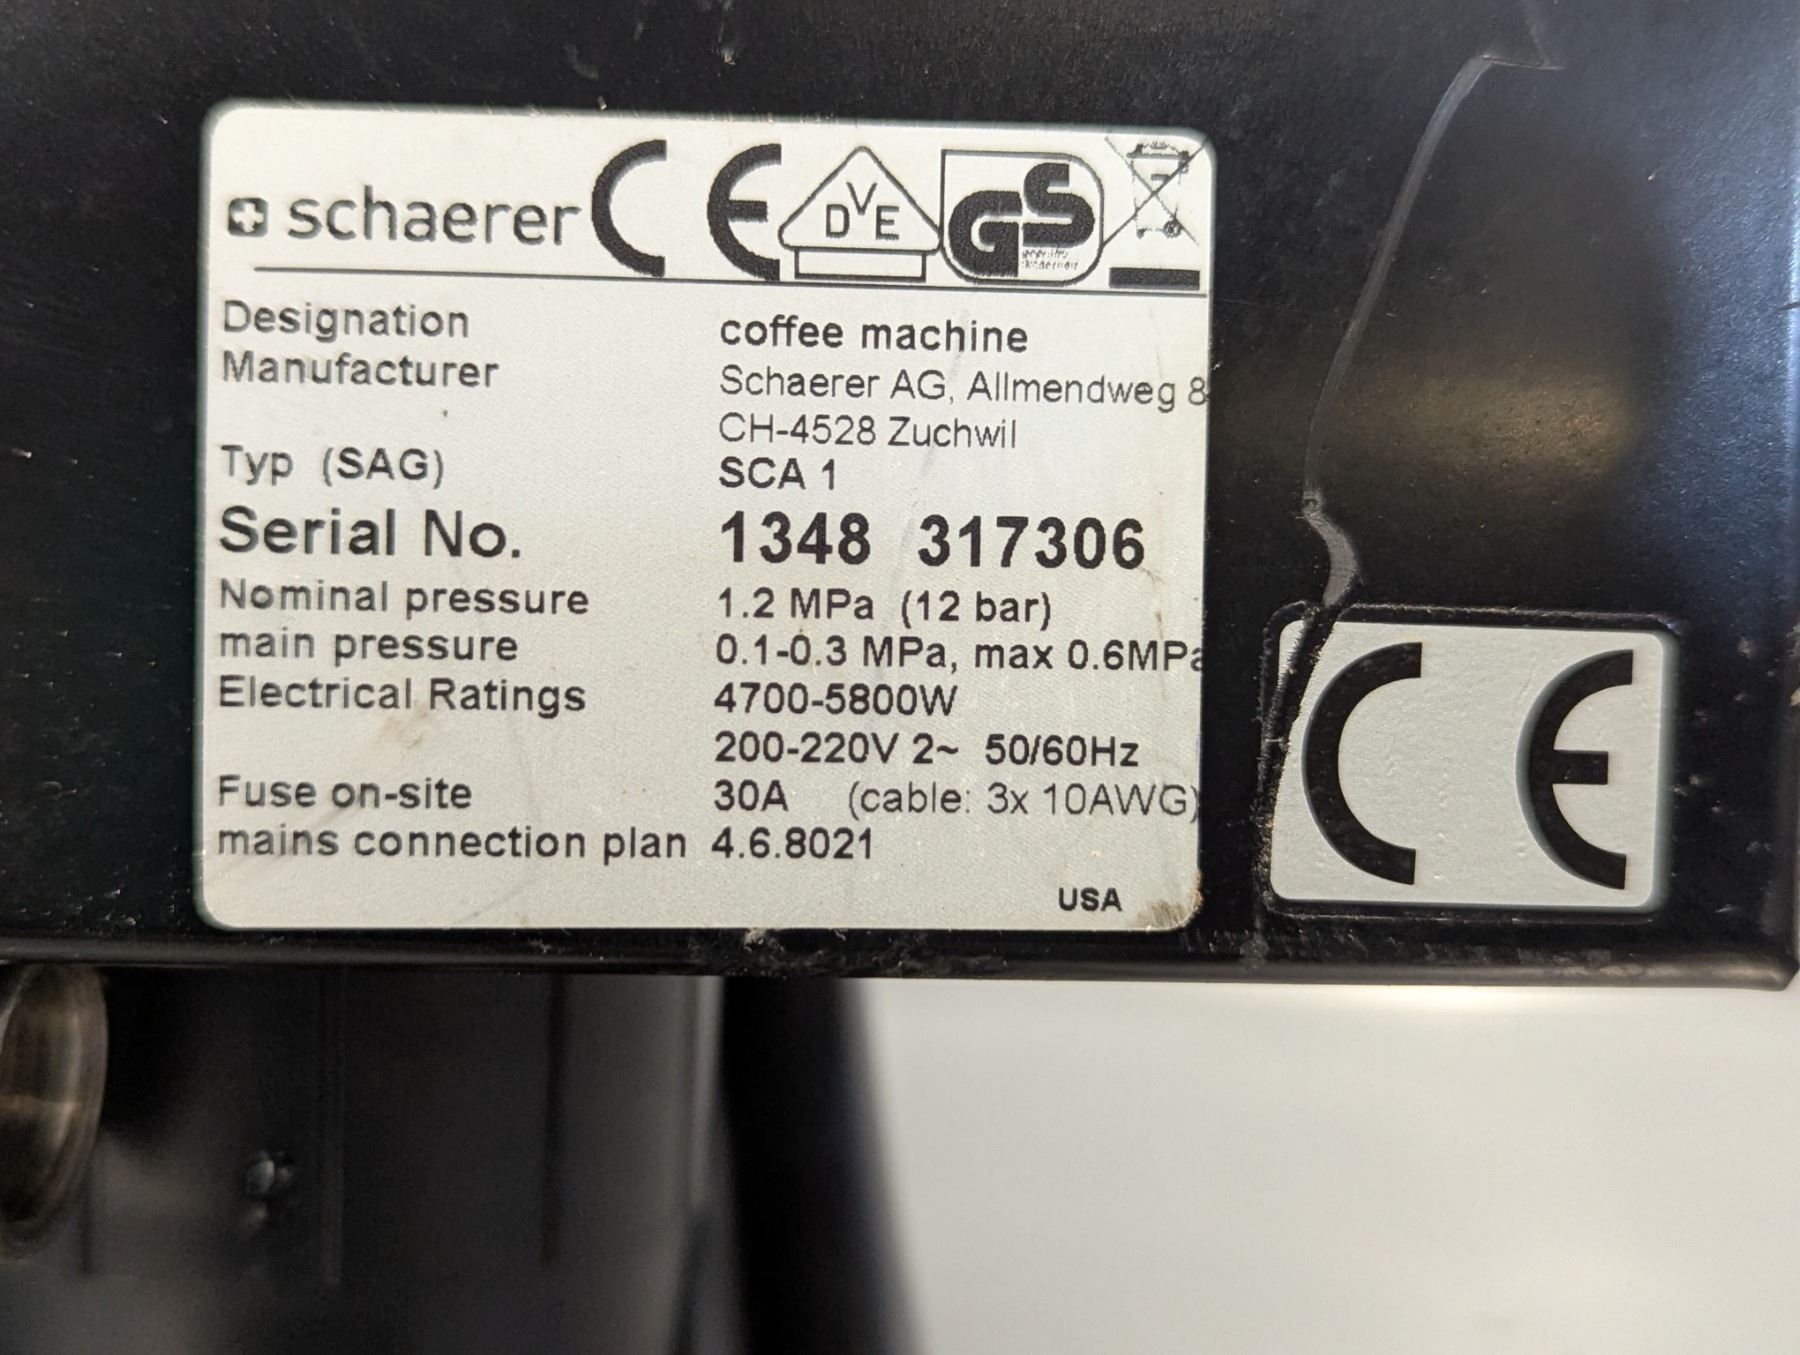 schaerer CE DVE GS
Designation coffee machine
Manufacturer Schaerer AG, Allmendweg 8
CH-4528 Zuchwil
Typ (SAG) SCA 1
Serial No. 1348 317306
Nominal pressure 1.2 MPa (12 bar)
main pressure 0.1-0.3 MPa, max 0.6MPa
Electrical Ratings 4700-5800W
200-220V 2~ 50/60Hz
Fuse on-site 30A (cable: 3x 10AWG)
mains connection plan 4.6.8021
USA
CE